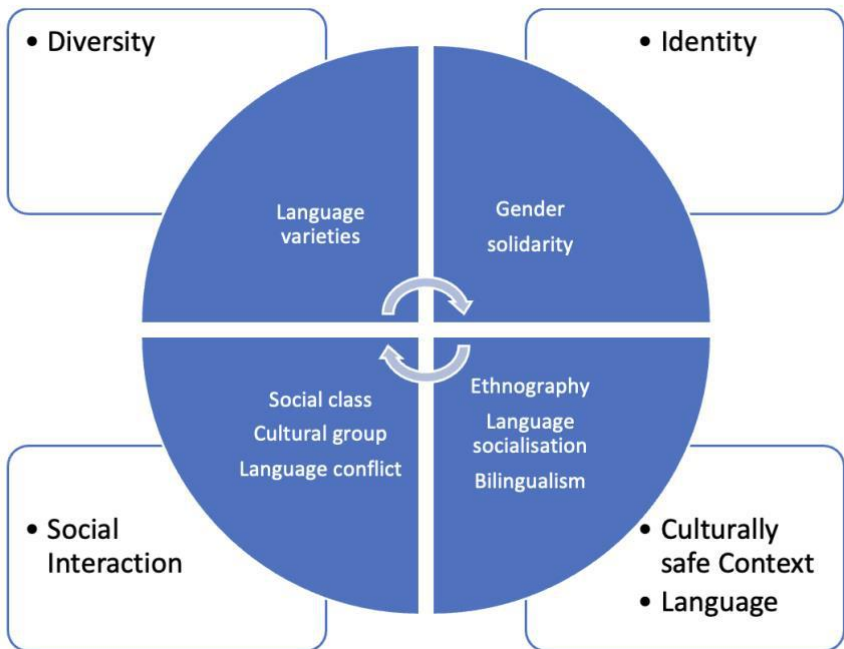 • Diversity
• Identity
Language
varieties
Gender
solidarity
Social class
Cultural group
Language conflict
Ethnography
Language
socialisation
Bilingualism
• Social
Interaction
• Culturally
safe Context
• Language